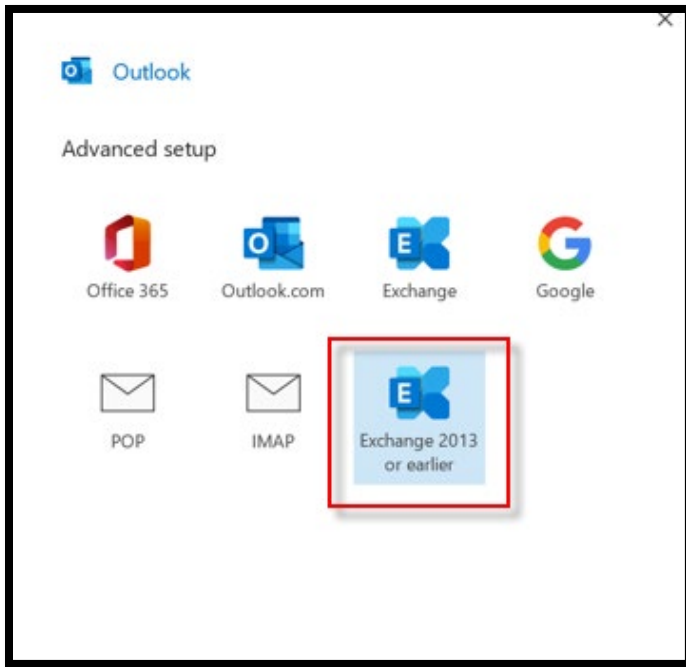 Outlook
Advanced setup
Office 365
Outlook.com
Exchange
Google
POP
IMAP
Exchange 2013
or earlier